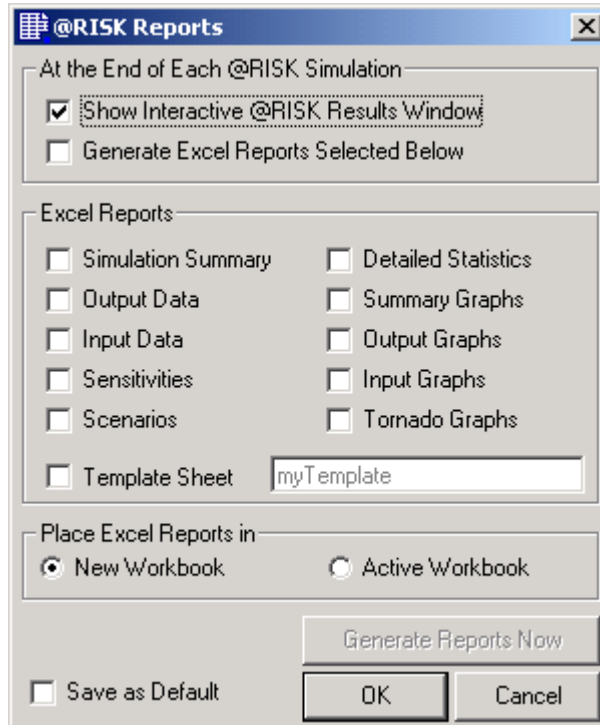 @RISK Reports
At the End of Each @RISK Simulation
Show Interactive @RISK Results Window
Generate Excel Reports Selected Below
Excel Reports
Simulation Summary Detailed Statistics
Output Data Summary Graphs
Input Data Output Graphs
Sensitivities Input Graphs
Scenarios Tornado Graphs
Template Sheet myTemplate
Place Excel Reports in
New Workbook Active Workbook
Generate Reports Now
Save as Default OK Cancel